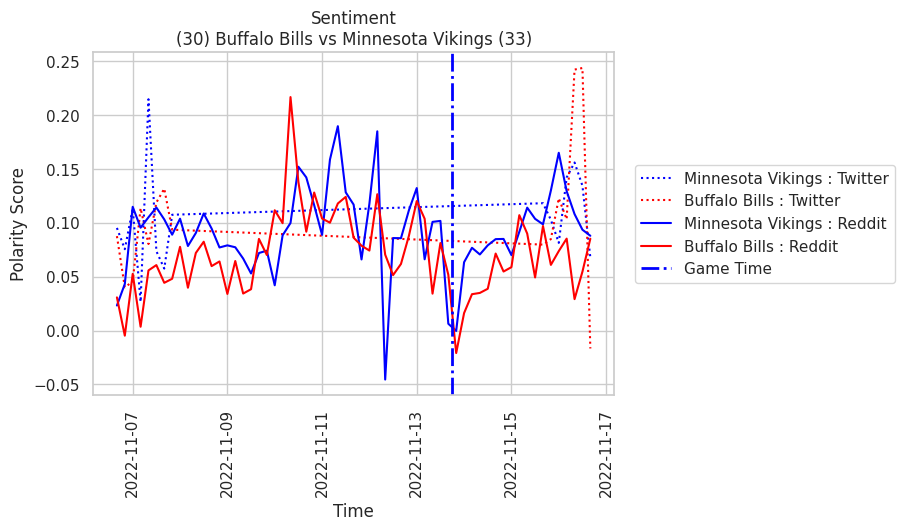 Sentiment
(30) Buffalo Bills vs Minnesota Vikings (33)
Polarity Score
0.25
0.20
0.15
0.10
0.05
0.00
−0.05
2022-11-07
2022-11-09
2022-11-11
2022-11-13
2022-11-15
2022-11-17
Time
Minnesota Vikings : Twitter
Buffalo Bills : Twitter
Minnesota Vikings : Reddit
Buffalo Bills : Reddit
Game Time